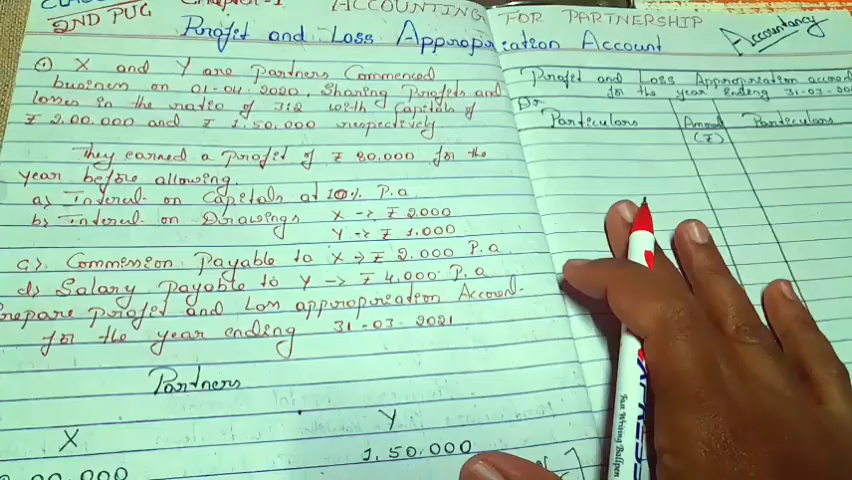 2ND PUC Chapter-1 ACCOUNTING FOR PARTNERSHIP
Profit and Loss Appropriation Account
Accountancy
X and Y are Partners Commenced
business on 01-04-2020, Sharing Profits and
losses in the ratio of 3:2 with Capitals of
₹ 2,00,000 and ₹ 1,50,000 respectively
They earned a profit of ₹ 80,000 for the
year before allowing
a) Interest on Capitals at 10% P.a
b) Interest on Drawings X -> ₹ 2,000
Y -> ₹ 1,000
Commission Payable to X -> ₹ 2,000 P.a
d) Salary Payable to Y -> ₹ 4,000 P.a
Prepare profit and Loss appropriation Account
for the year ending 31-03-2021
Partners
X
Y
1,50,000
Profit and Loss Appropriation account
for the year ending 31-03-
Dr
Particulars Amount (₹) Particulars